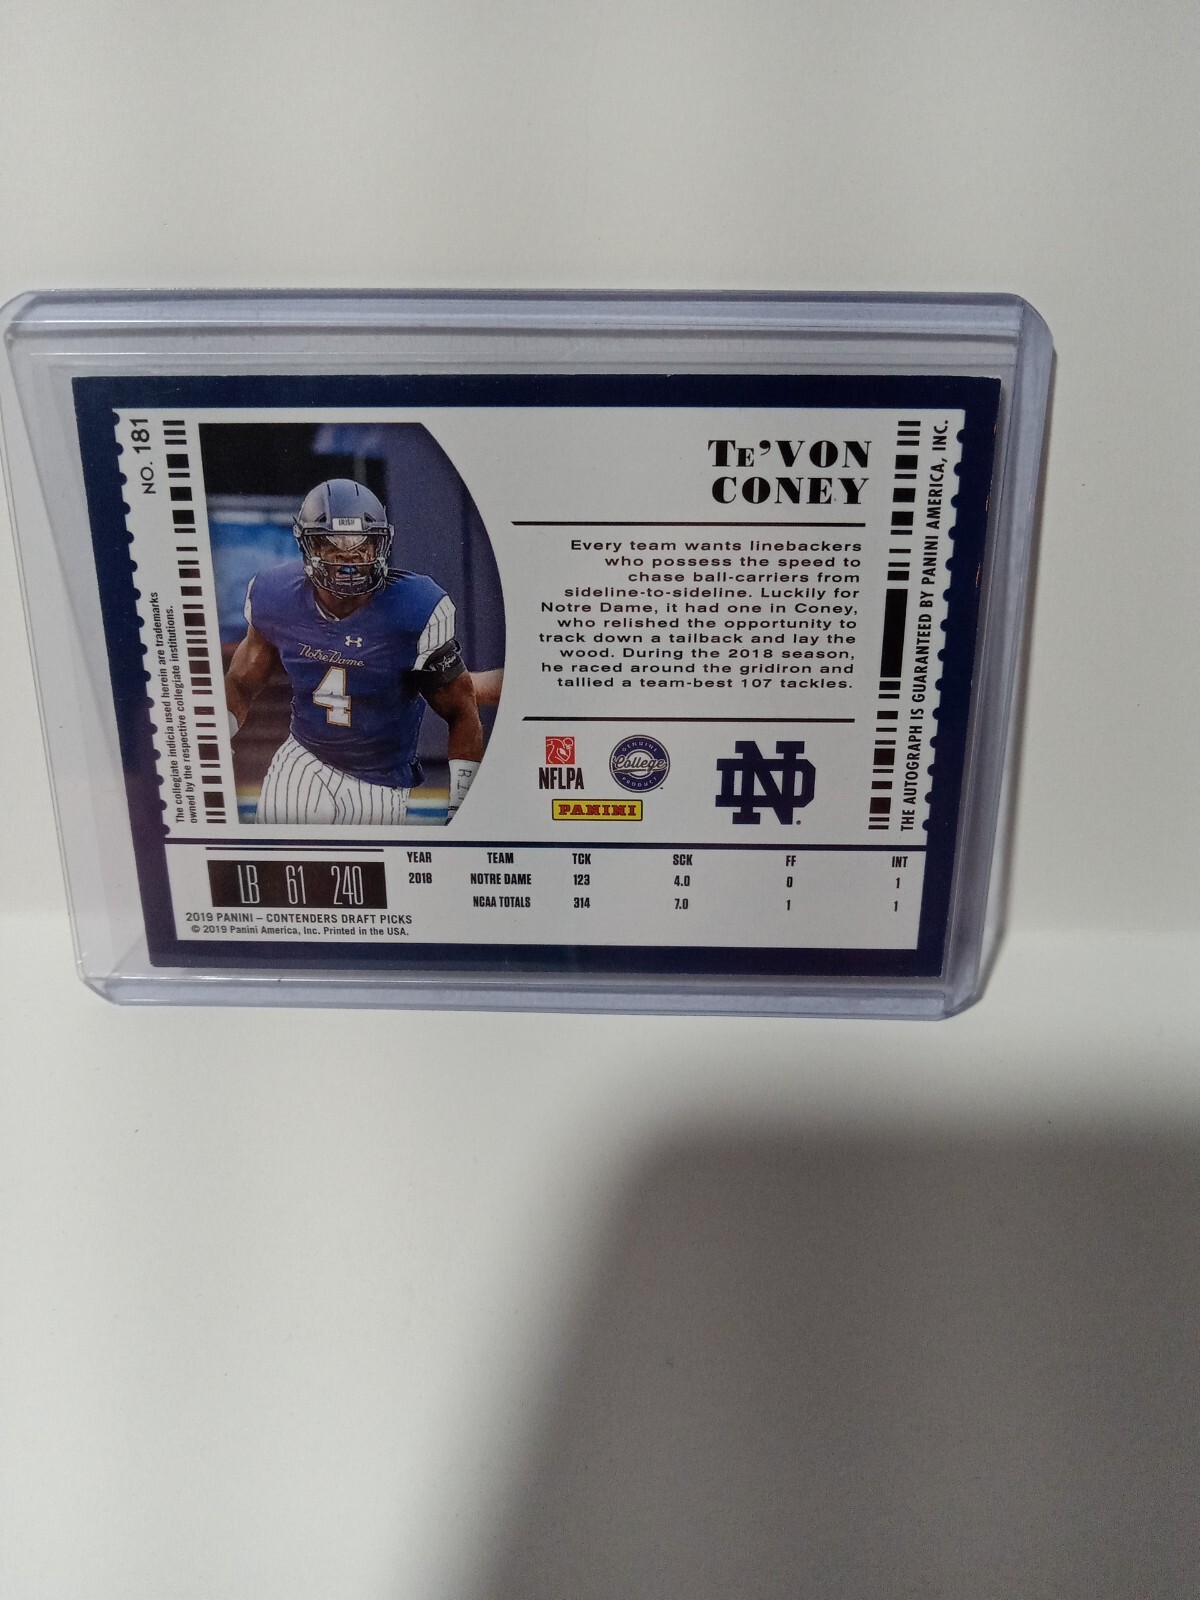 NO. 181
The collegiate indicia used herein are trademarks
owned by the respective collegiate institutions.
IRISH
Notre Dame
4
TE'VON
CONEY
Every team wants linebackers
who possess the speed to
chase ball-carriers from
sideline-to-sideline. Luckily for
Notre Dame, it had one in Coney,
who relished the opportunity to
track down a tailback and lay the
wood. During the 2018 season,
he raced around the gridiron and
tallied a team-best 107 tackles.
NFLPA
GENUINE
College
PRODUCT
PANINI
ND
THE AUTOGRAPH IS GUARANTEED BY PANINI AMERICA, INC.
LB 61 240
YEAR TEAM TCK SCK FF INT
2018 NOTRE DAME 123 4.0 0 1
NCAA TOTALS 314 7.0 1 1
2019 PANINI – CONTENDERS DRAFT PICKS
© 2019 Panini America, Inc. Printed in the USA.